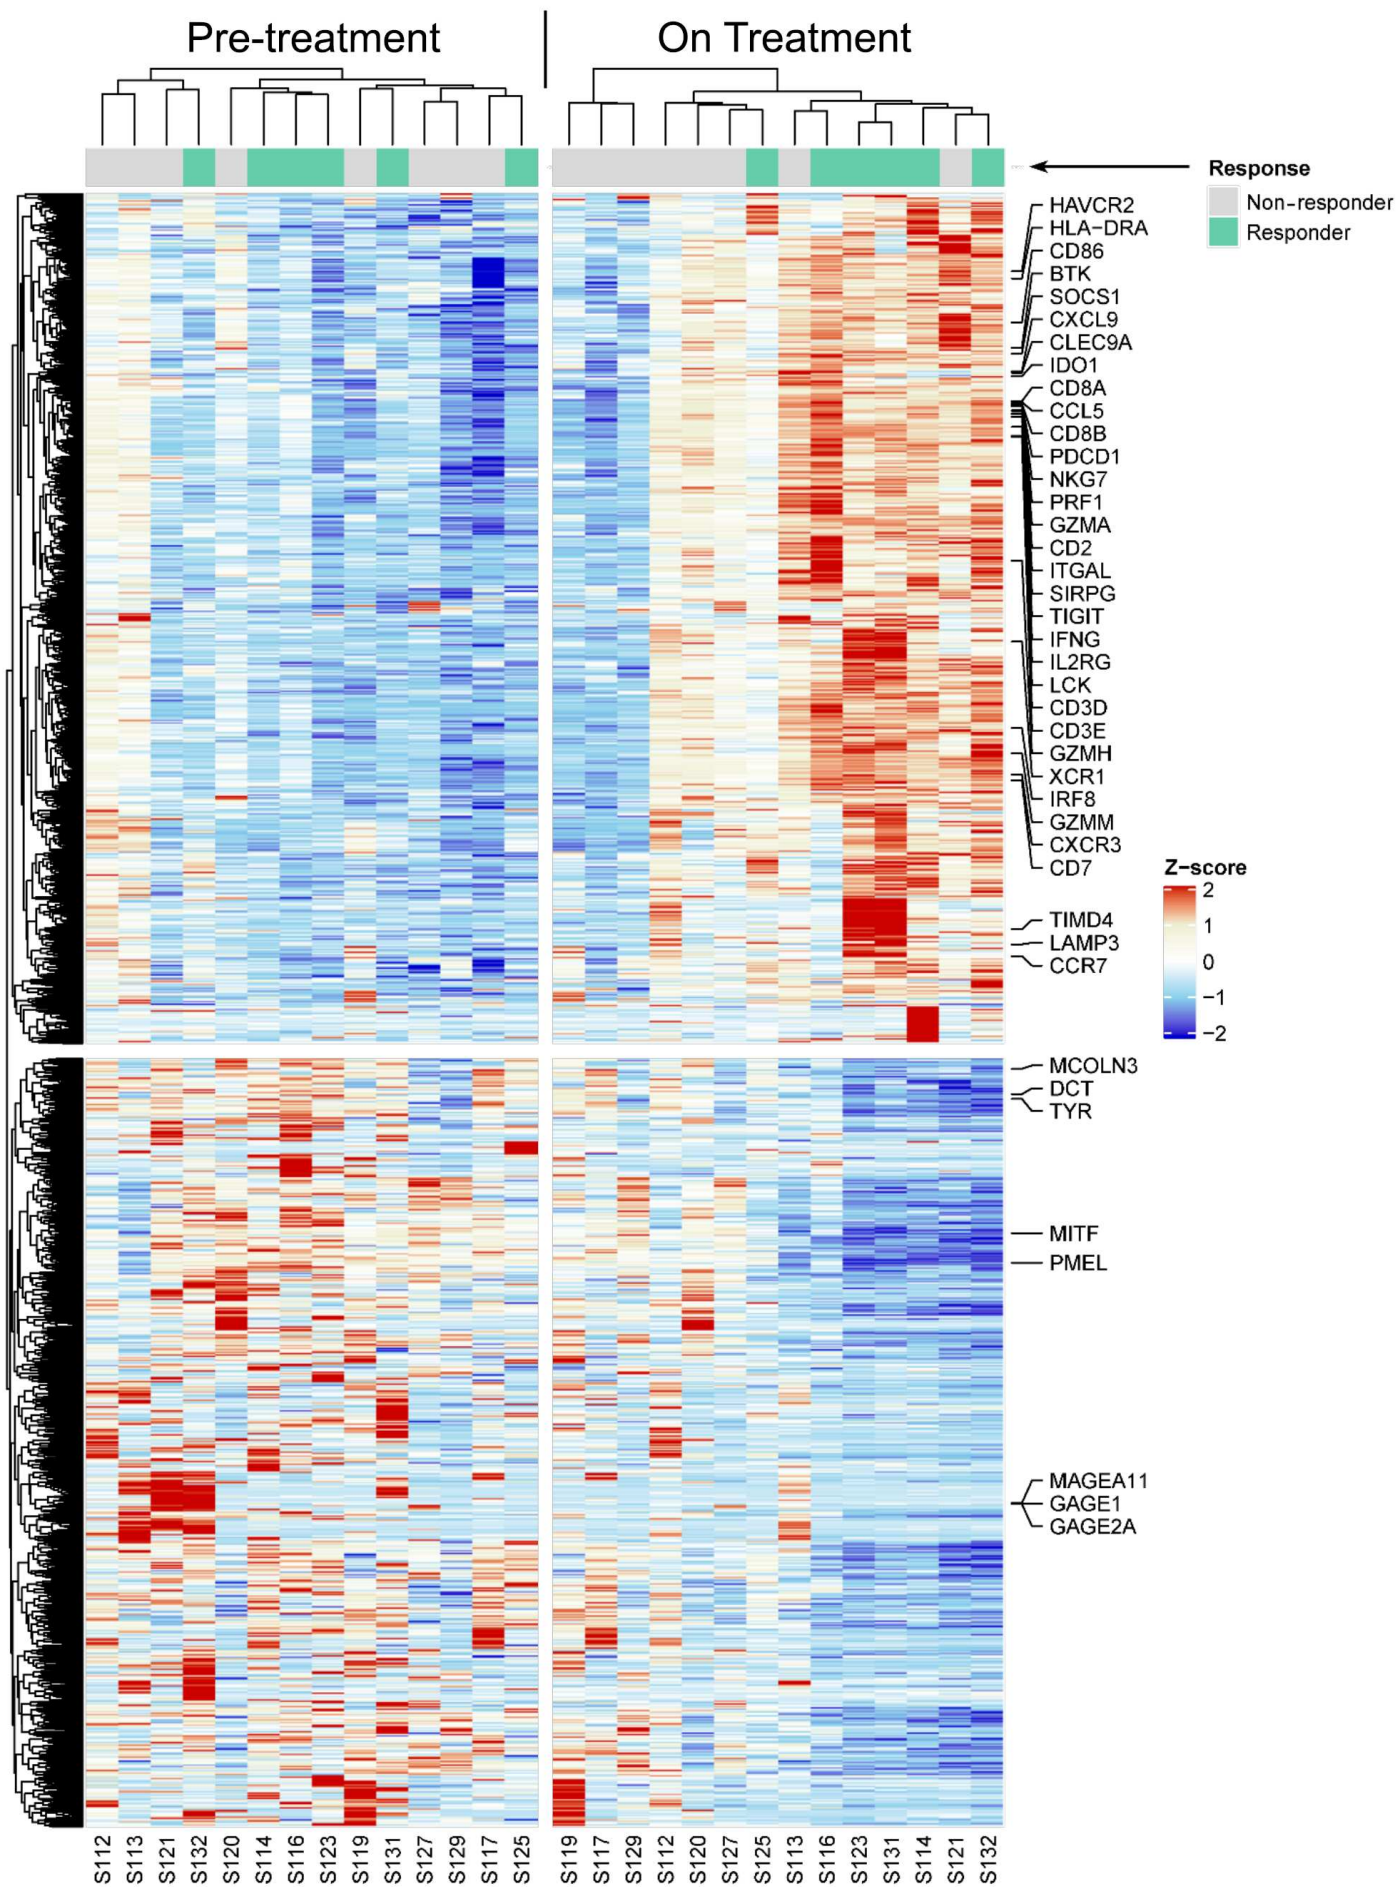 Pre-treatment
On Treatment
Response
Non-responder
Responder
HAVCR2
HLA-DRA
CD86
BTK
SOCS1
CXCL9
CLEC9A
IDO1
CD8A
CCL5
CD8B
PDCD1
NKG7
PRF1
GZMA
CD2
ITGAL
SIRPG
TIGIT
IFNG
IL2RG
LCK
CD3D
CD3E
GZMH
XCR1
IRF8
GZMM
CXCR3
CD7
TIMD4
LAMP3
CCR7
Z-score
2
1
0
-1
-2
MCOLN3
DCT
TYR
MITF
PMEL
MAGEA11
GAGE1
GAGE2A
S112 S113 S121 S132 S120 S114 S116 S123 S119 S131 S127 S129 S117 S125 S119 S117 S129 S112 S120 S127 S125 S113 S116 S123 S131 S114 S121 S132